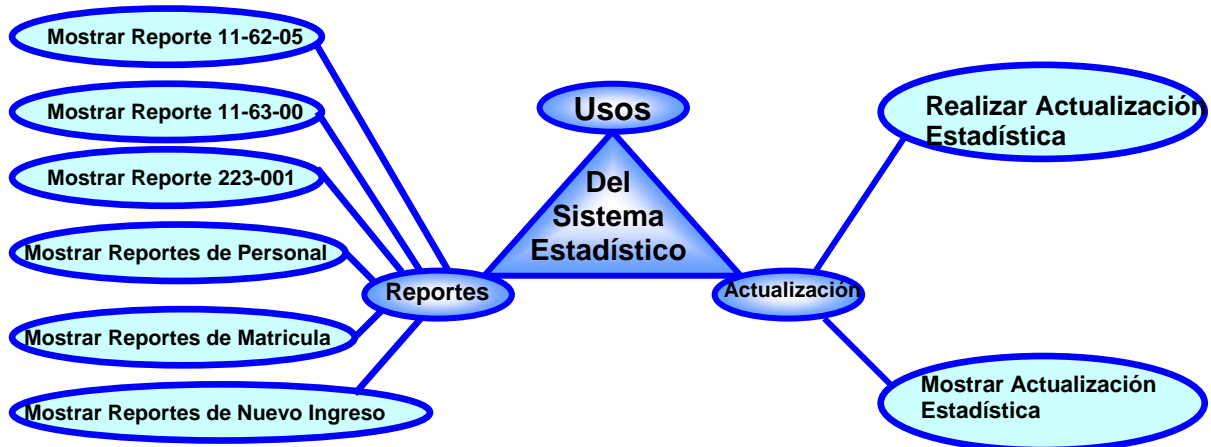 Mostrar Reporte 11-62-05
Mostrar Reporte 11-63-00
Mostrar Reporte 223-001
Mostrar Reportes de Personal
Mostrar Reportes de Matricula
Mostrar Reportes de Nuevo Ingreso
Reportes
Usos
Del
Sistema
Estadístico
Actualización
Realizar Actualización
Estadística
Mostrar Actualización
Estadística